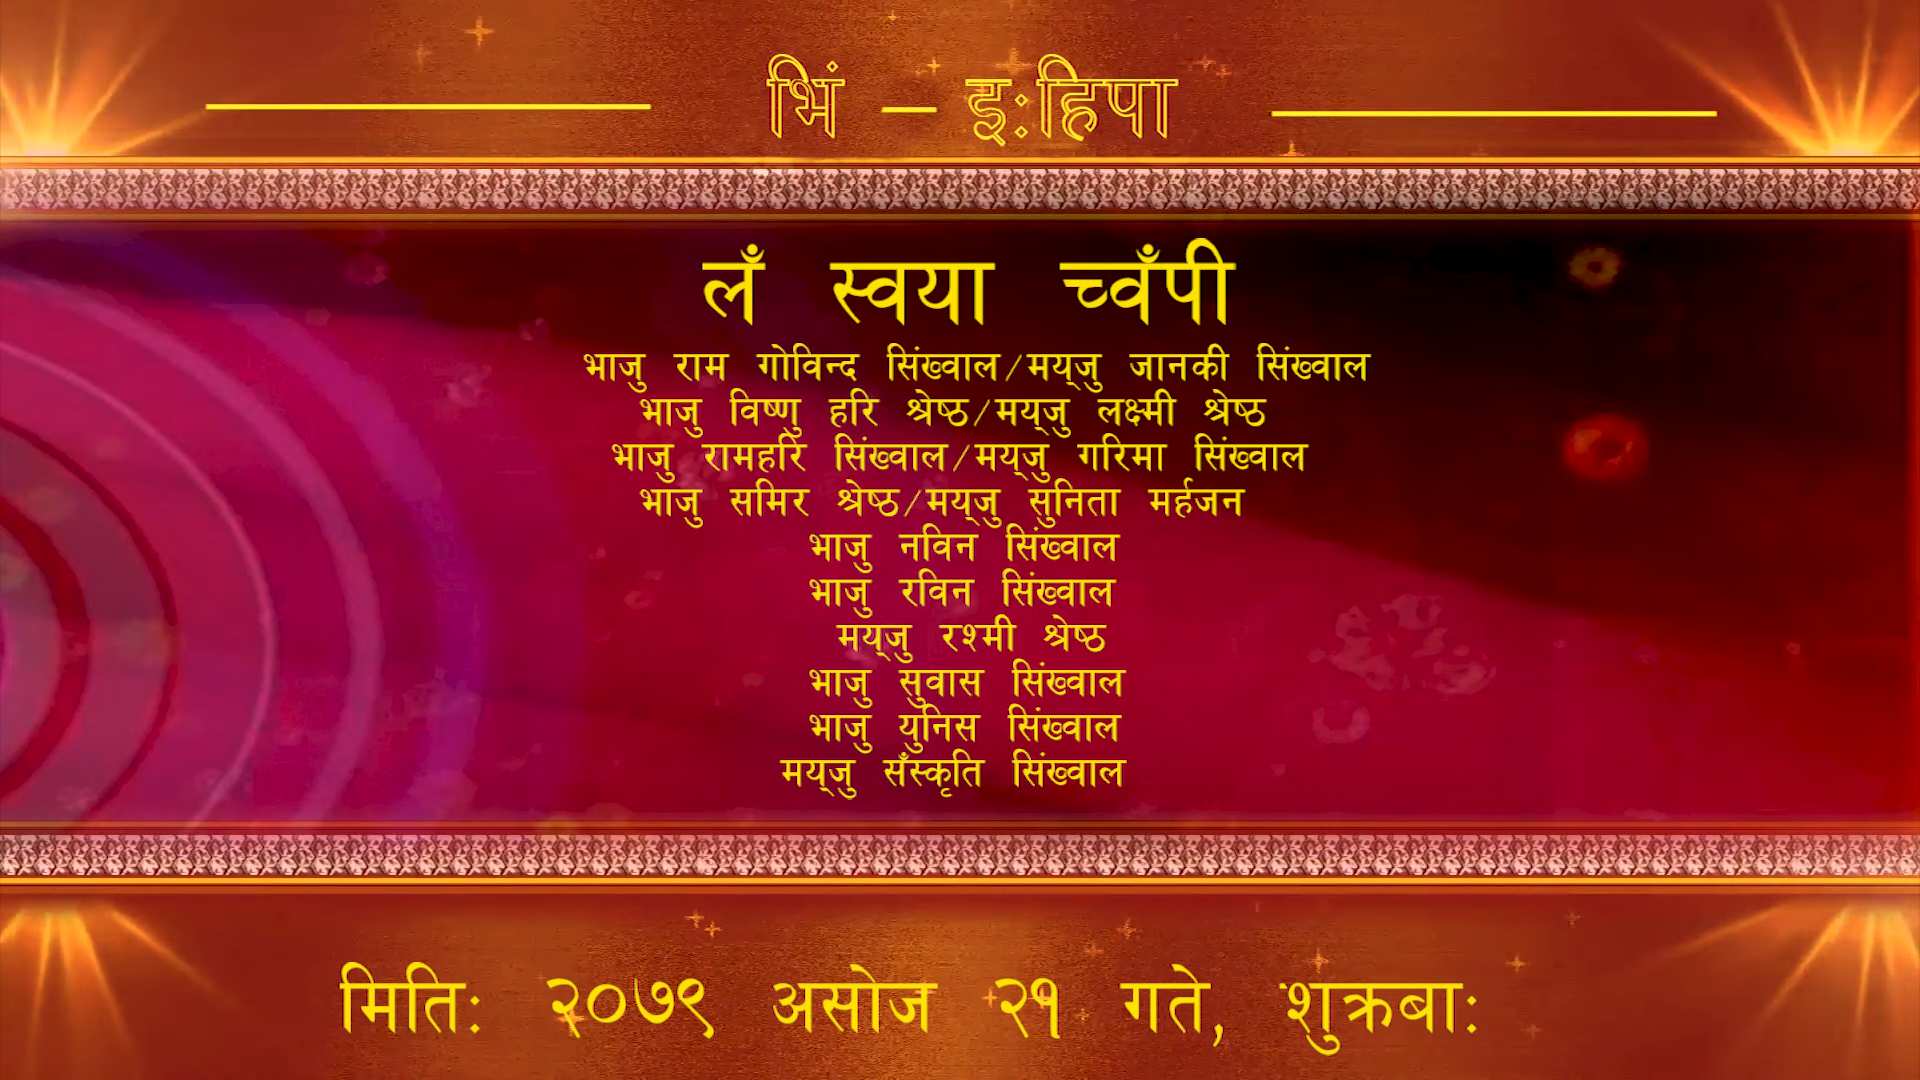 भिं – इःहिपा
लँ स्वया च्वँपी
भाजु राम गोविन्द सिंख्वाल/मय्जु जानकी सिंख्वाल
भाजु विष्णु हरि श्रेष्ठ/मय्जु लक्ष्मी श्रेष्ठ
भाजु रामहरि सिंख्वाल/मय्जु गरिमा सिंख्वाल
भाजु समिर श्रेष्ठ/मय्जु सुनिता मर्हजन
भाजु नविन सिंख्वाल
भाजु रविन सिंख्वाल
मय्जु रश्मी श्रेष्ठ
भाजु सुवास सिंख्वाल
भाजु युनिस सिंख्वाल
मय्जु सँस्कृति सिंख्वाल
मितिः २०७९ असोज २१ गते, शुक्रबाः